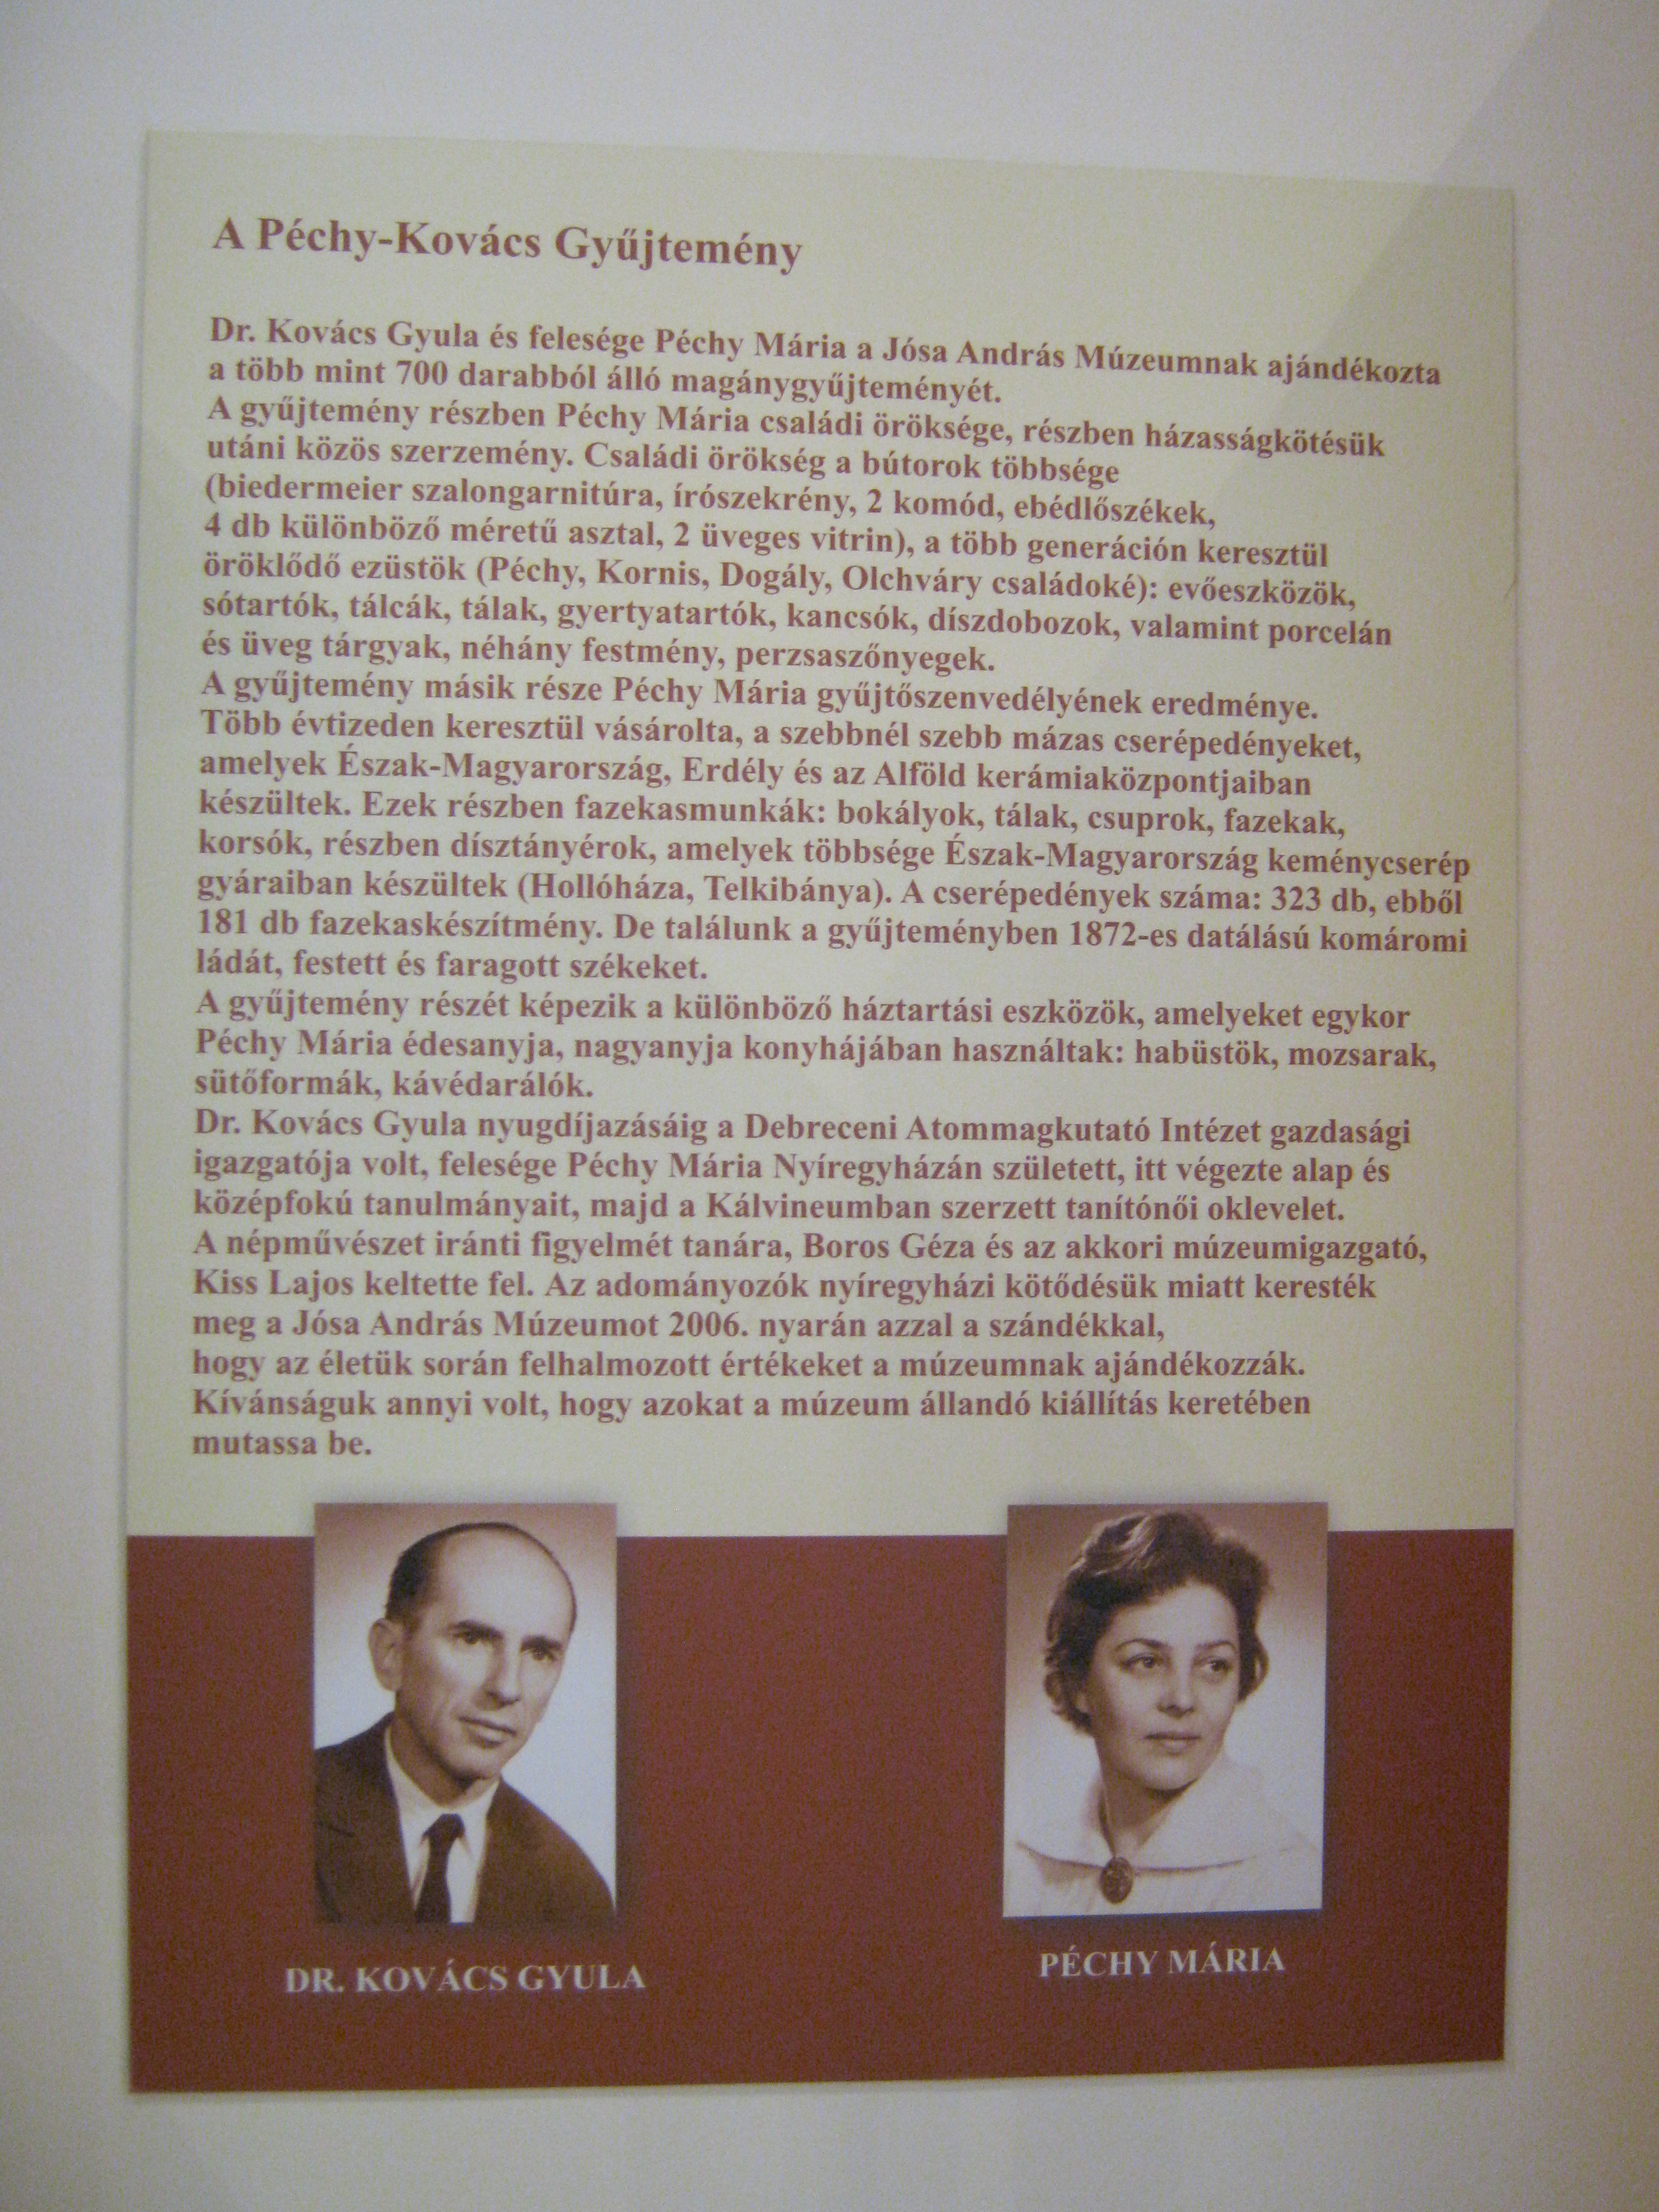 A Péchy-Kovács Gyűjtemény
Dr. Kovács Gyula és felesége Péchy Mária a Jósa András Múzeumnak ajándékozta
a több mint 700 darabból álló magánygyűjteményét.
A gyűjtemény részben Péchy Mária családi öröksége, részben házasságkötésük
utáni közös szerzemény. Családi örökség a bútorok többsége
(biedermeier szalongarnitúra, írószekrény, 2 komód, ebédlőszékek,
4 db különböző méretű asztal, 2 üveges vitrin), a több generáción keresztül
öröklődő ezüstök (Péchy, Kornis, Dogály, Olchváry családoké): evőeszközök,
sótartók, tálcák, tálak, gyertyatartók, kancsók, díszdobozok, valamint porcelán
és üveg tárgyak, néhány festmény, perzsaszőnyegek.
A gyűjtemény másik része Péchy Mária gyűjtőszenvedélyének eredménye.
Több évtizeden keresztül vásárolta, a szebbnél szebb mázas cserépedényeket,
amelyek Észak-Magyarország, Erdély és az Alföld kerámiaközpontjaiban
készültek. Ezek részben fazekasmunkák: bokályok, tálak, csuprok, fazekak,
korsók, részben dísztányérok, amelyek többsége Észak-Magyarország keménycserép
gyáraiban készültek (Hollóháza, Telkibánya). A cserépedények száma: 323 db, ebből
181 db fazekaskészítmény. De találunk a gyűjteményben 1872-es datálású komáromi
ládát, festett és faragott székeket.
A gyűjtemény részét képezik a különböző háztartási eszközök, amelyeket egykor
Péchy Mária édesanyja, nagyanyja konyhájában használtak: habüstök, mozsarak,
sütőformák, kávédarálók.
Dr. Kovács Gyula nyugdíjazásáig a Debreceni Atommagkutató Intézet gazdasági
igazgatója volt, felesége Péchy Mária Nyíregyházán született, itt végezte alap és
középfokú tanulmányait, majd a Kálvineumban szerzett tanítónői oklevelet.
A népművészet iránti figyelmét tanára, Boros Géza és az akkori múzeumigazgató,
Kiss Lajos keltette fel. Az adományozók nyíregyházi kötődésük miatt keresték
meg a Jósa András Múzeumot 2006. nyarán azzal a szándékkal,
hogy az életük során felhalmozott értékeket a múzeumnak ajándékozzák.
Kívánságuk annyi volt, hogy azokat a múzeum állandó kiállítás keretében
mutassa be.
DR. KOVÁCS GYULA
PÉCHY MÁRIA